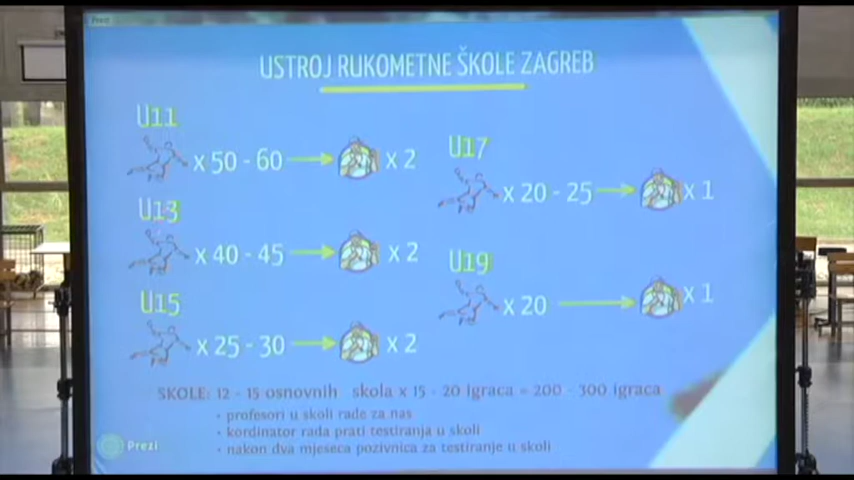 Prezi
USTROJ RUKOMETNE ŠKOLE ZAGREB
U11
x 50 - 60 x 2
U13
x 40 - 45 x 2
U15
x 25 - 30 x 2
U17
x 20 - 25 x 1
U19
x 20 x 1
SKOLE: 12 - 15 osnovnih skola x 15 - 20 igraca = 200 - 300 igraca
• profesori u skoli rade za nas
• kordinator rada prati testiranja u skoli
• nakon dva mjeseca pozivnica za testiranje u skoli
Prezi